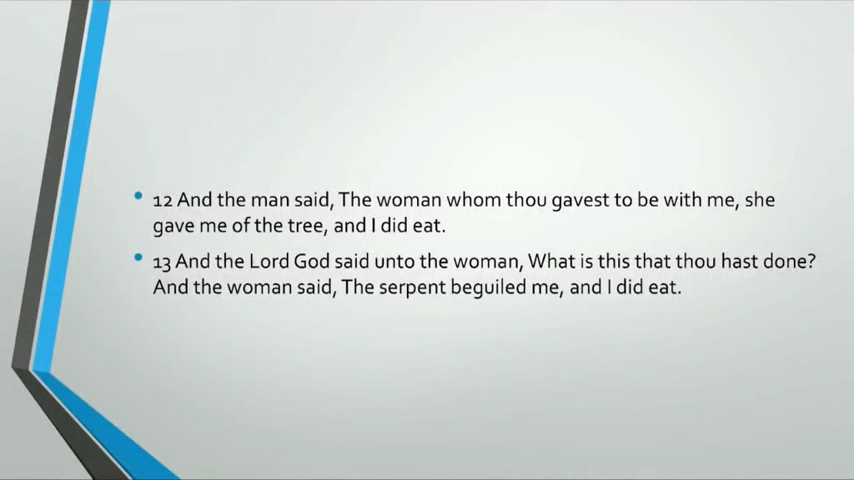 12 And the man said, The woman whom thou gavest to be with me, she
gave me of the tree, and I did eat.
13 And the Lord God said unto the woman, What is this that thou hast done?
And the woman said, The serpent beguiled me, and I did eat.